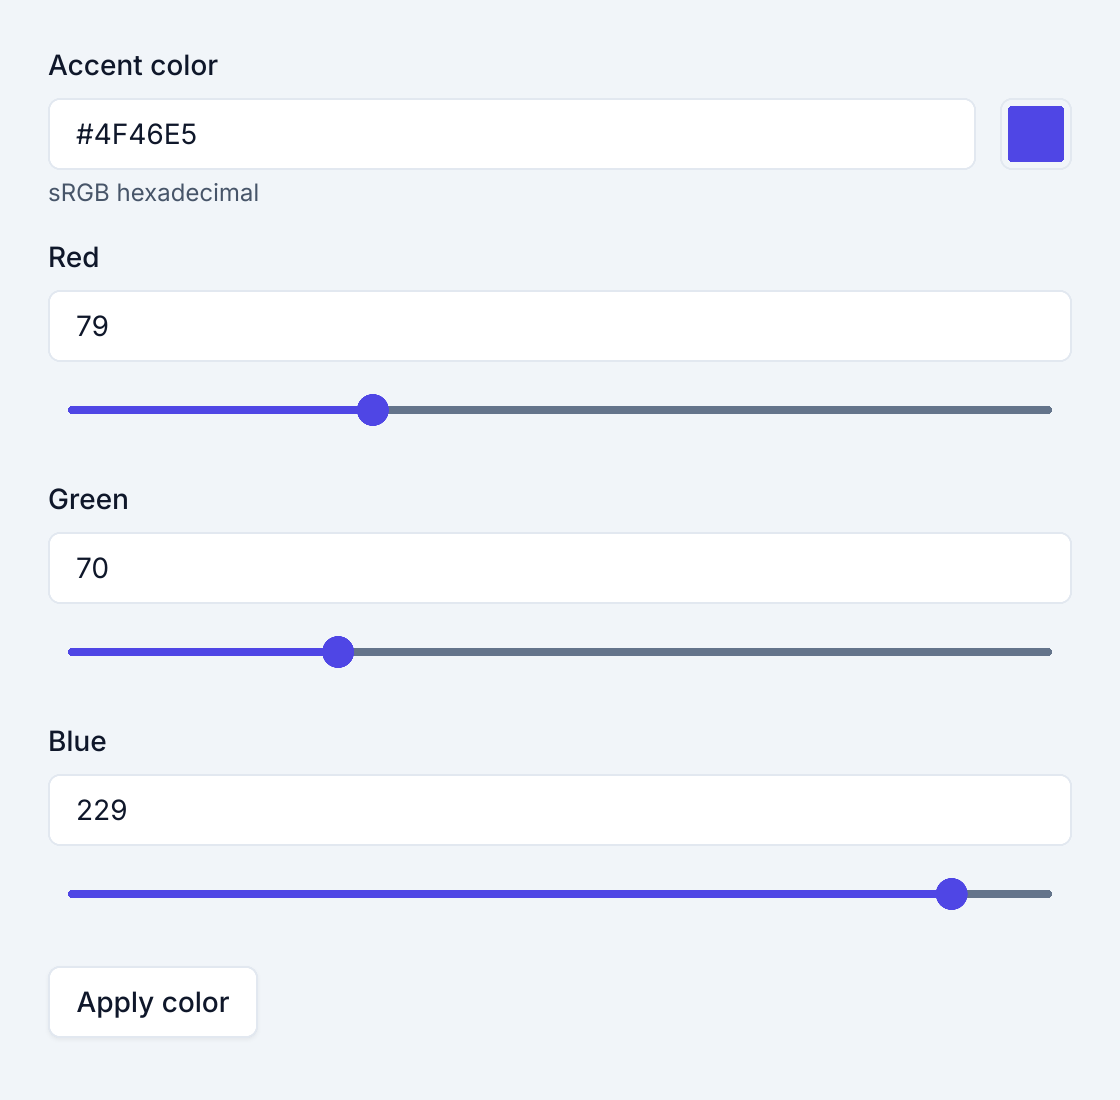 Accent color
#4F46E5
sRGB hexadecimal
Red
79
Green
70
Blue
229
Apply color